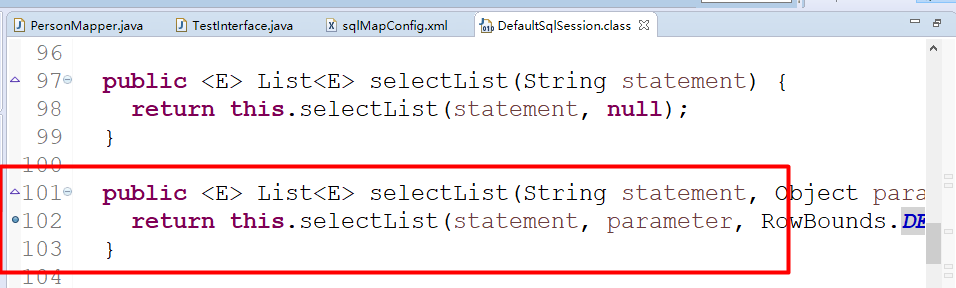 PersonMapper.java TestInterface.java sqlMapConfig.xml DefaultSqlSession.class
96
97 public <E> List<E> selectList(String statement) {
98 return this.selectList(statement, null);
99 }
100
101 public <E> List<E> selectList(String statement, Object para
102 return this.selectList(statement, parameter, RowBounds.DE
103 }
104